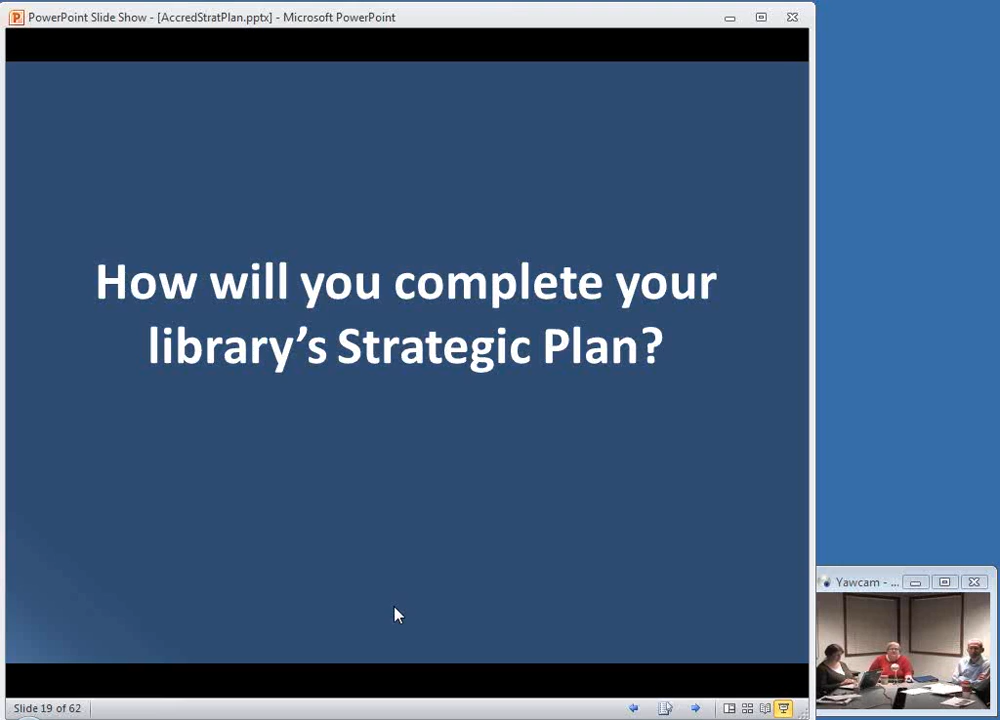 PowerPoint Slide Show - [AccredStratPlan.pptx] - Microsoft PowerPoint
How will you complete your
library’s Strategic Plan?
Yawcam - ...
Slide 19 of 62